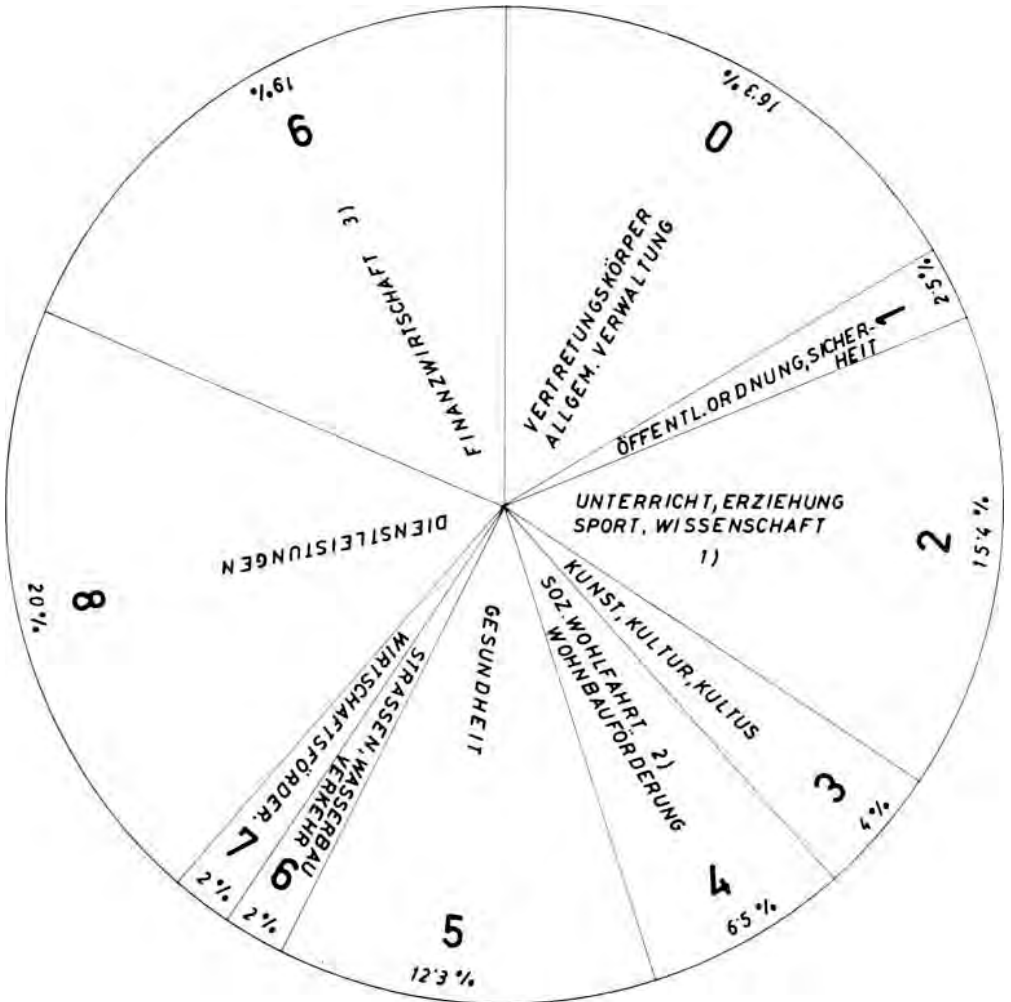 16·3 %
0
VERTRETUNGSKÖRPER
ALLGEM. VERWALTUNG
2·5 %
1
ÖFFENTL. ORDNUNG, SICHER-
HEIT
UNTERRICHT, ERZIEHUNG
SPORT, WISSENSCHAFT
1)
2
15·4 %
KUNST, KULTUR, KULTUS
3
4 %
SOZ. WOHLFAHRT 2)
WOHNBAUFÖRDERUNG
4
6·5 %
GESUNDHEIT
5
12·3 %
STRASSEN, WASSERBAU
VERKEHR
6
2 %
WIRTSCHAFTSFÖRDER.
7
2 %
DIENSTLEISTUNGEN
8
20 %
FINANZWIRTSCHAFT 3)
9
19 %